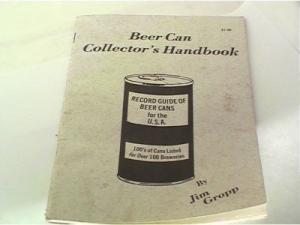 Beer Can
Collector's Handbook
RECORD GUIDE OF
BEER CANS
for the
U.S.A.
100's of Cans Listed
for Over 100 Breweries.
By
Jim Gropp